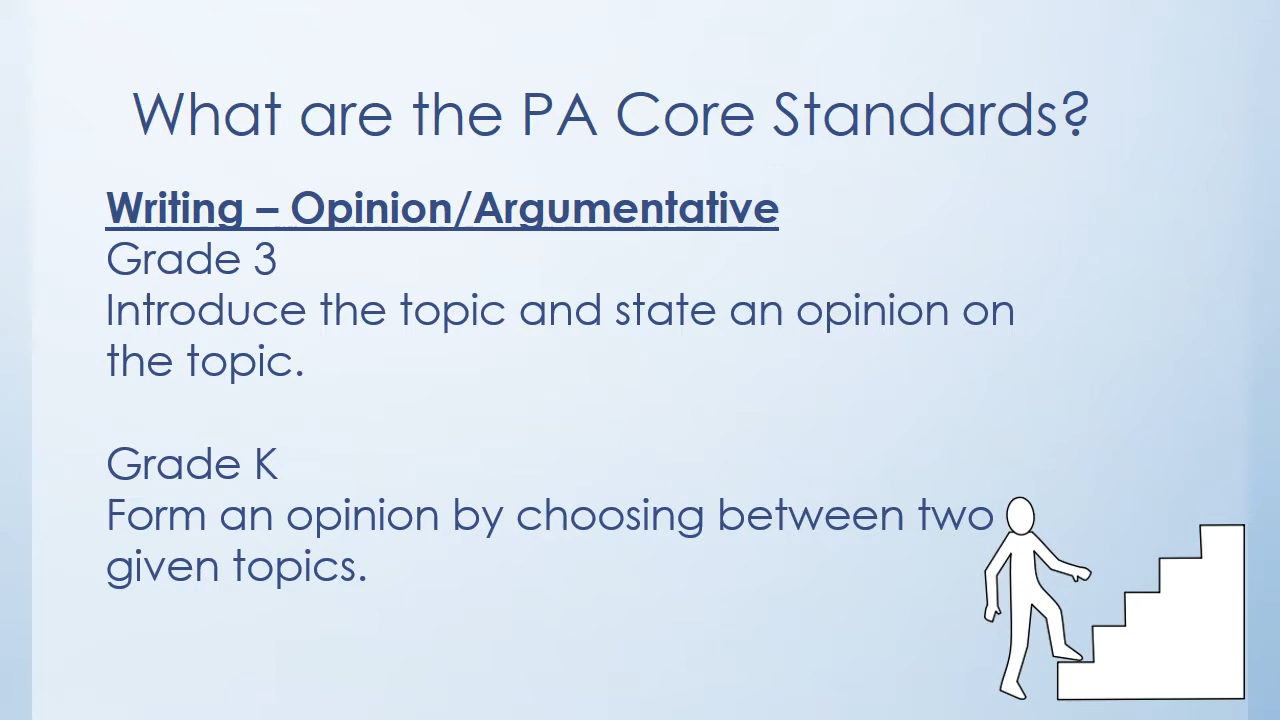 What are the PA Core Standards?
Writing – Opinion/Argumentative
Grade 3
Introduce the topic and state an opinion on
the topic.
Grade K
Form an opinion by choosing between two
given topics.